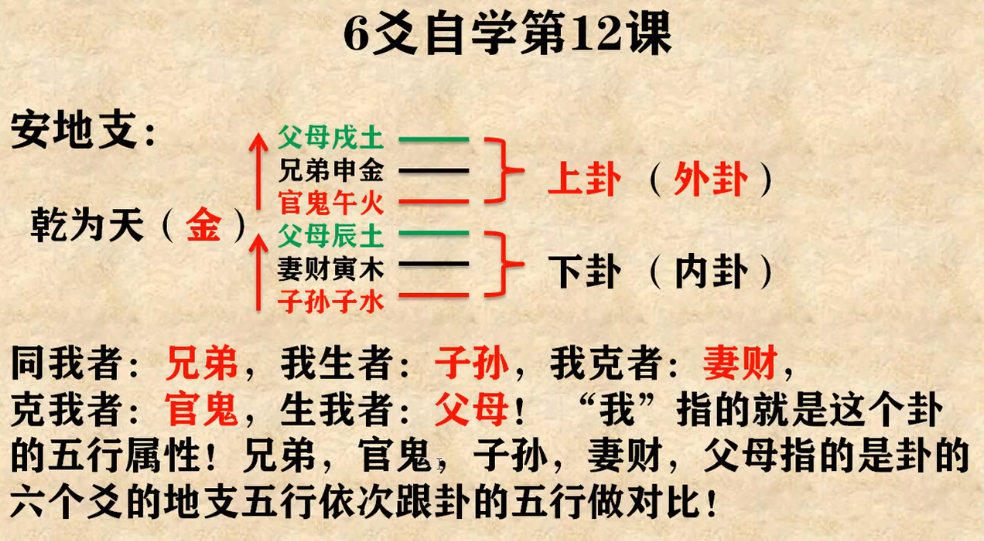 6爻自学第12课
安地支：
父母戌土
兄弟申金
官鬼午火
上卦 （外卦）
乾为天（金）
父母辰土
妻财寅木
子孙子水
下卦 （内卦）
同我者：兄弟，我生者：子孙，我克者：妻财，
克我者：官鬼，生我者：父母！ “我”指的就是这个卦
的五行属性！兄弟，官鬼，子孙，妻财，父母指的是卦的
六个爻的地支五行依次跟卦的五行做对比！